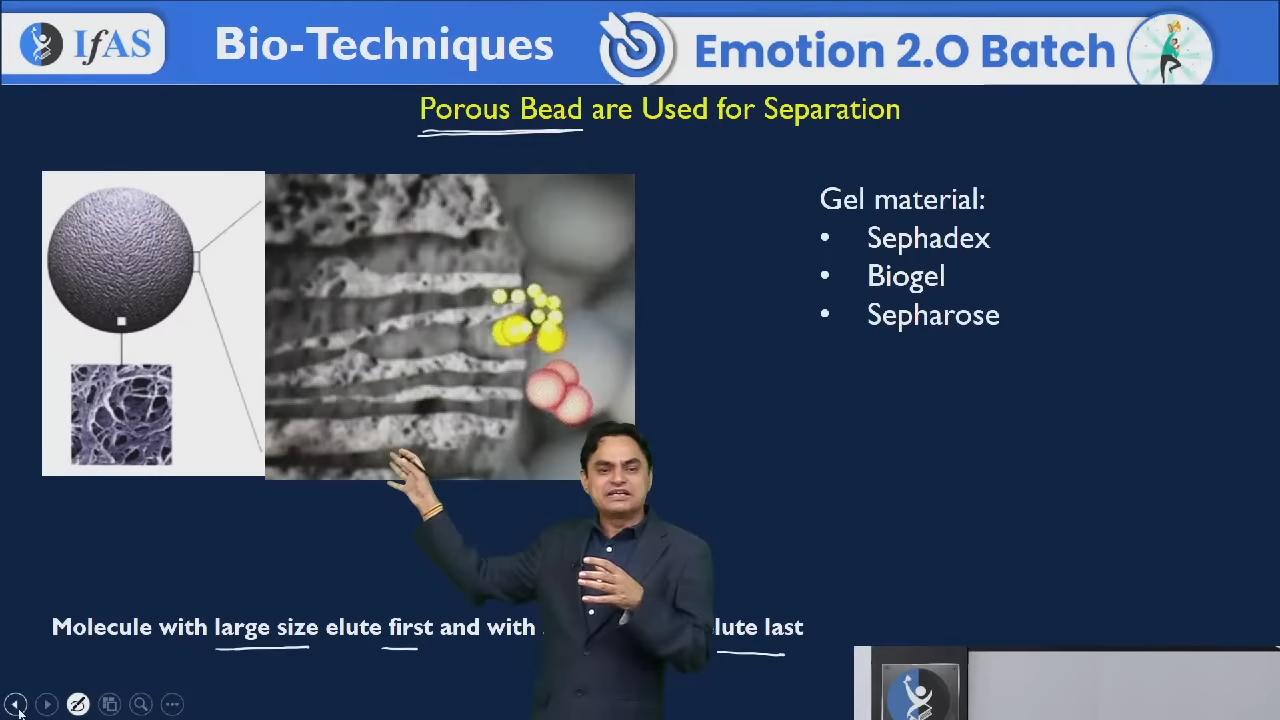 IfAS
Bio-Techniques
Emotion 2.O Batch
Porous Bead are Used for Separation
Gel material:
• Sephadex
• Biogel
• Sepharose
Molecule with large size elute first and with
lute last